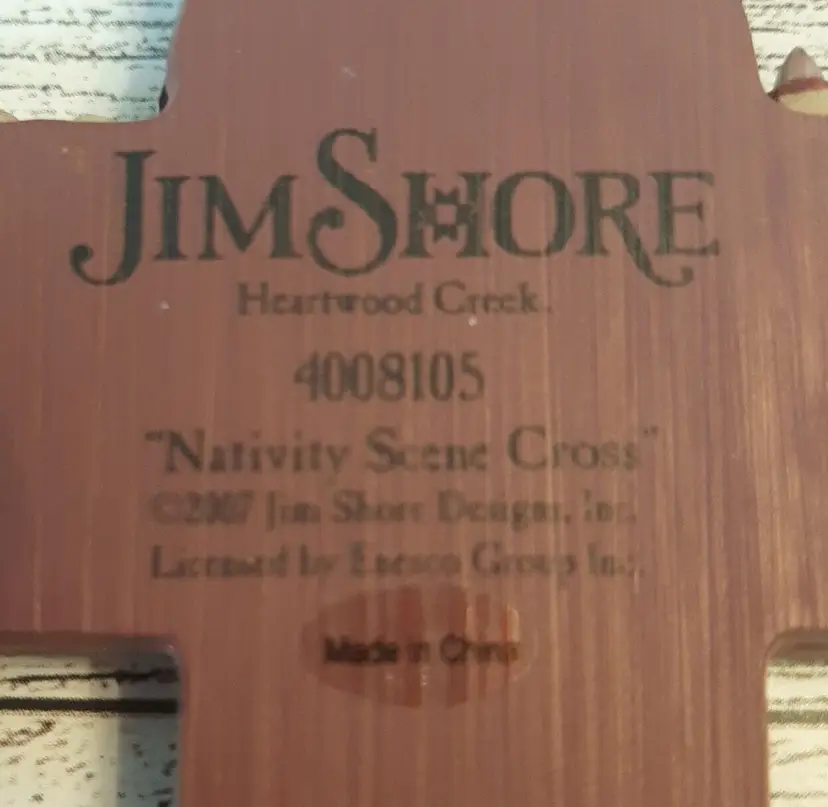 JIM SHORE
Heartwood Creek.
4008105
"Nativity Scene Cross"
©2007 Jim Shore Designs, Inc.
Licensed by Enesco Group Inc.
Made in China